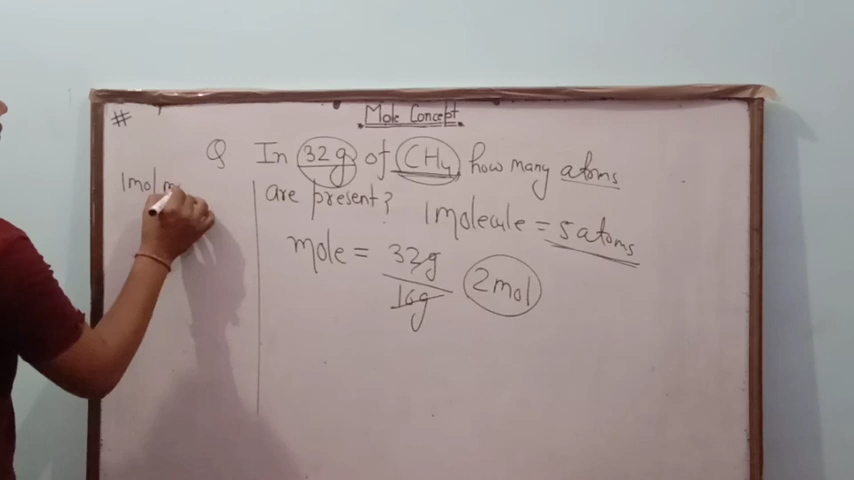 Mole Concept
#
Q In 32g of CH4 how many atoms
are present?
1molecule = 5 atoms
mole = 32g
16g
2mol
1mol m